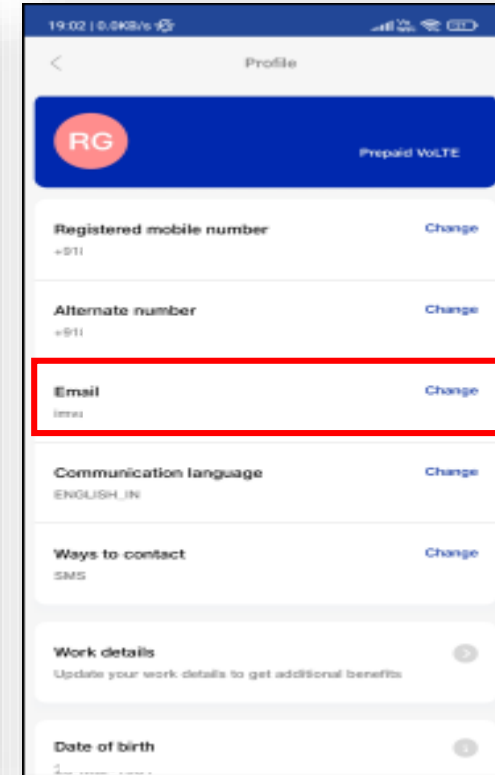 19:02 | 0.0KB/s
Profile
RG
Prepaid VoLTE
Registered mobile number
Change
+91
Alternate number
Change
+91
Email
Change
Communication language
Change
ENGLISH_IN
Ways to contact
Change
SMS
Work details
Update your work details to get additional benefits
Date of birth